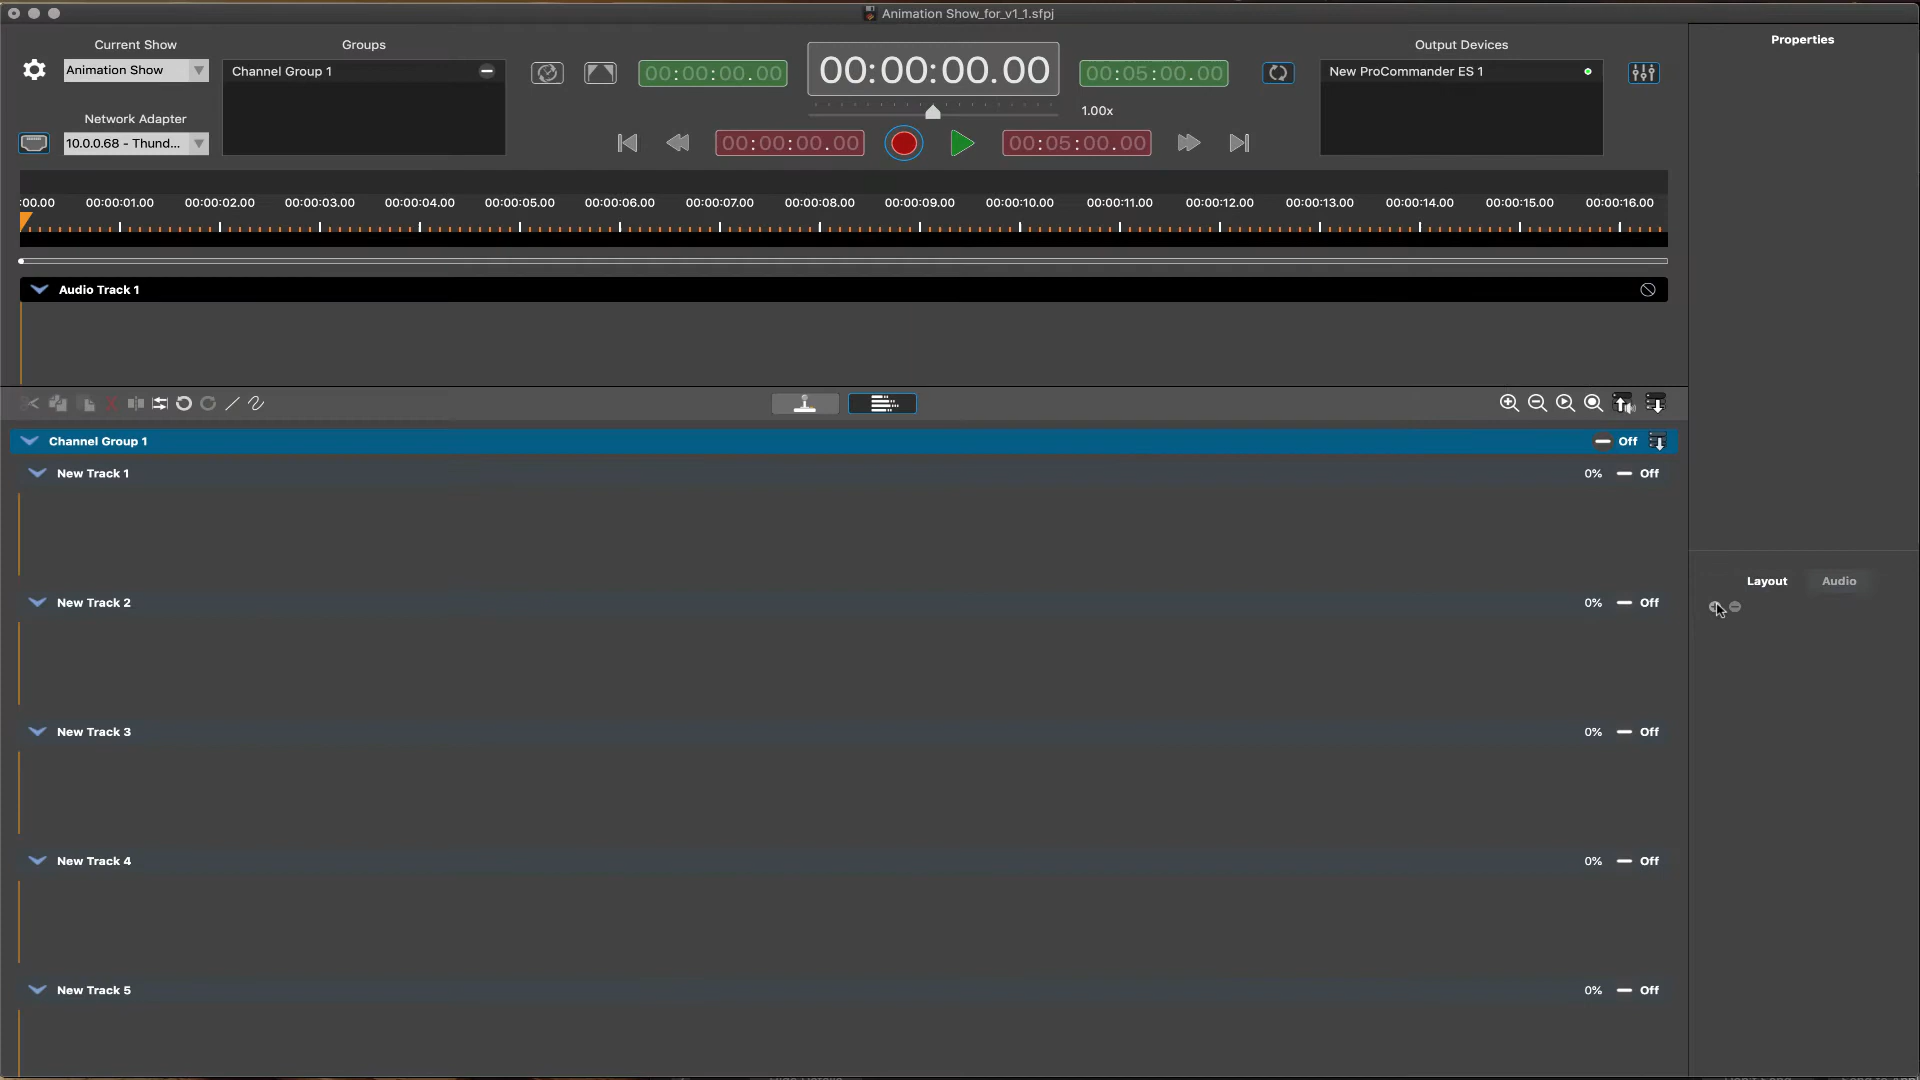 Animation Show_for_v1_1.sfpj
Current Show
Groups
Output Devices
Properties
Animation Show
Channel Group 1
00:00:00.00
00:00:00.00
00:05:00.00
New ProCommander ES 1
1.00x
Network Adapter
10.0.0.68 - Thund...
00:00:00.00
00:05:00.00
:00.00 00:00:01.00 00:00:02.00 00:00:03.00 00:00:04.00 00:00:05.00 00:00:06.00 00:00:07.00 00:00:08.00 00:00:09.00 00:00:10.00 00:00:11.00 00:00:12.00 00:00:13.00 00:00:14.00 00:00:15.00 00:00:16.00
Audio Track 1
Channel Group 1 Off
New Track 1 0% Off
Layout Audio
New Track 2 0% Off
New Track 3 0% Off
New Track 4 0% Off
New Track 5 0% Off